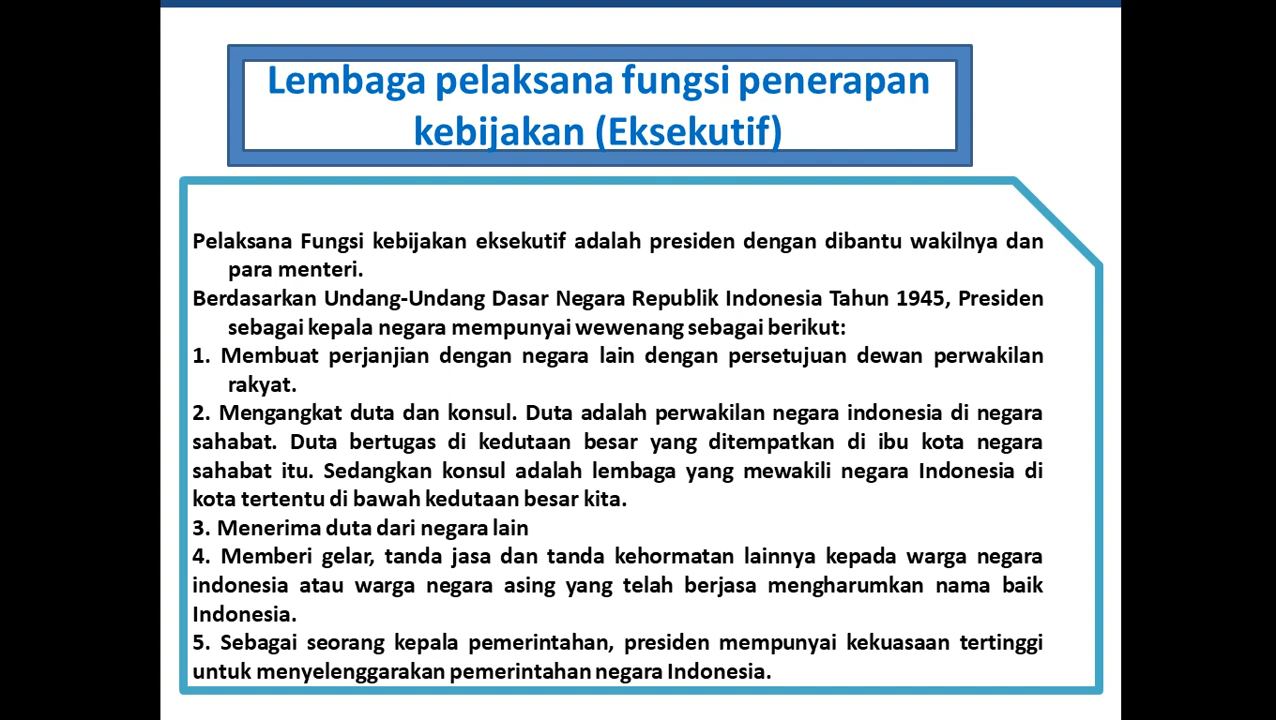 Lembaga pelaksana fungsi penerapan
kebijakan (Eksekutif)
Pelaksana Fungsi kebijakan eksekutif adalah presiden dengan dibantu wakilnya dan
para menteri.
Berdasarkan Undang-Undang Dasar Negara Republik Indonesia Tahun 1945, Presiden
sebagai kepala negara mempunyai wewenang sebagai berikut:
1. Membuat perjanjian dengan negara lain dengan persetujuan dewan perwakilan
rakyat.
2. Mengangkat duta dan konsul. Duta adalah perwakilan negara indonesia di negara
sahabat. Duta bertugas di kedutaan besar yang ditempatkan di ibu kota negara
sahabat itu. Sedangkan konsul adalah lembaga yang mewakili negara Indonesia di
kota tertentu di bawah kedutaan besar kita.
3. Menerima duta dari negara lain
4. Memberi gelar, tanda jasa dan tanda kehormatan lainnya kepada warga negara
indonesia atau warga negara asing yang telah berjasa mengharumkan nama baik
Indonesia.
5. Sebagai seorang kepala pemerintahan, presiden mempunyai kekuasaan tertinggi
untuk menyelenggarakan pemerintahan negara Indonesia.